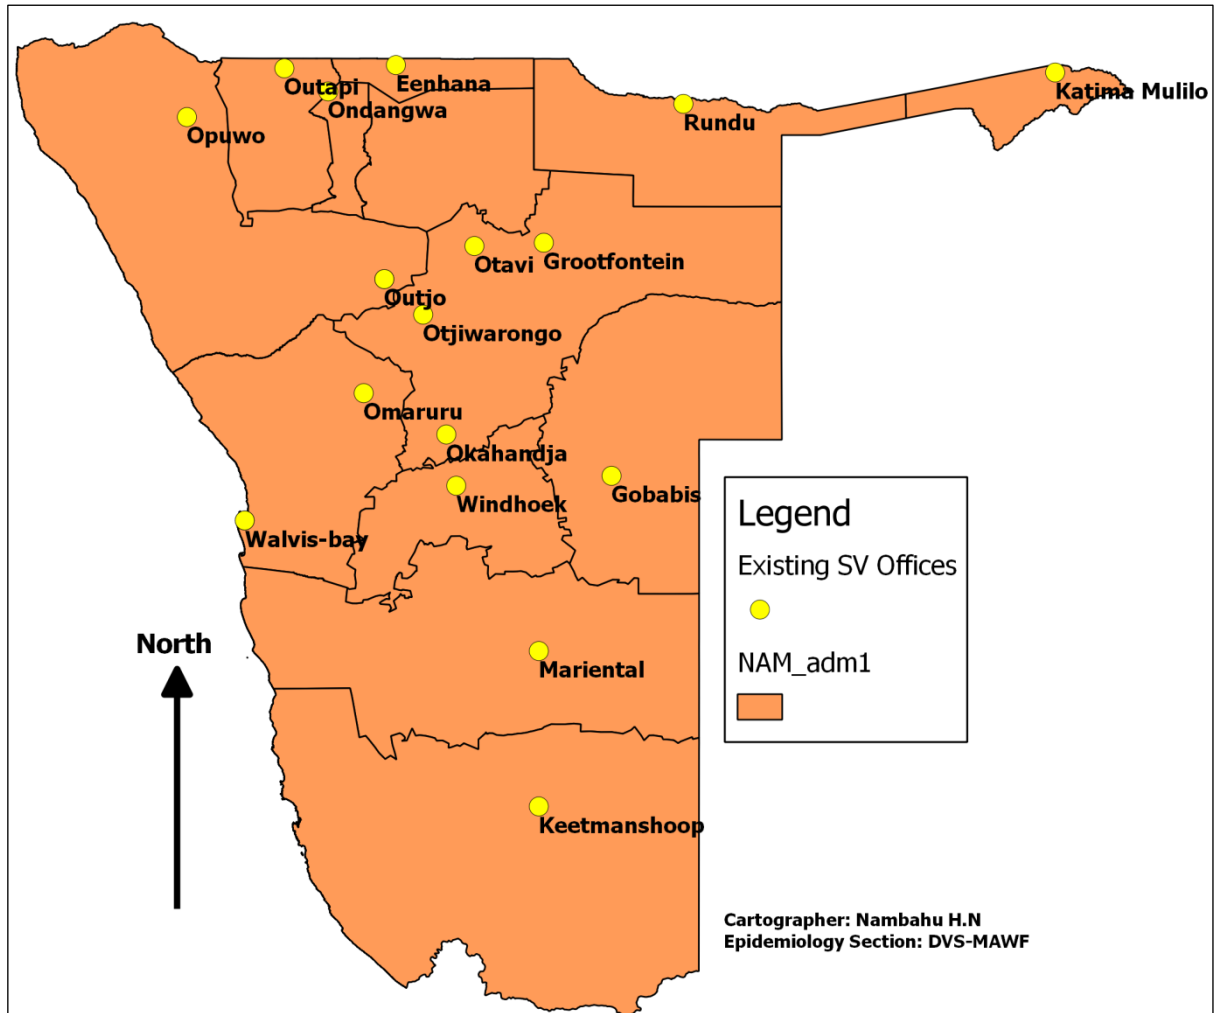 Outapi
Eenhana
Ondangwa
Opuwo
Rundu
Katima Mulilo
Otavi
Grootfontein
Outjo
Otjiwarongo
Omaruru
Okahandja
Windhoek
Gobabis
Walvis-bay
Legend
Existing SV Offices
NAM_adm1
North
Mariental
Keetmanshoop
Cartographer: Nambahu H.N
Epidemiology Section: DVS-MAWF